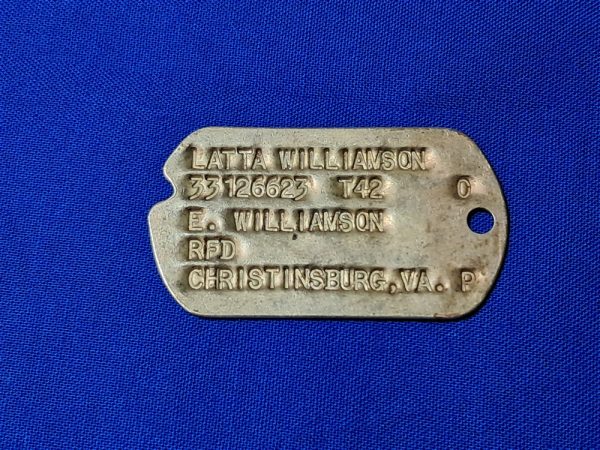 LATTA WILLIAMSON
33126623 T42 O
E. WILLIAMSON
RFD
CHRISTINSBURG,VA. P